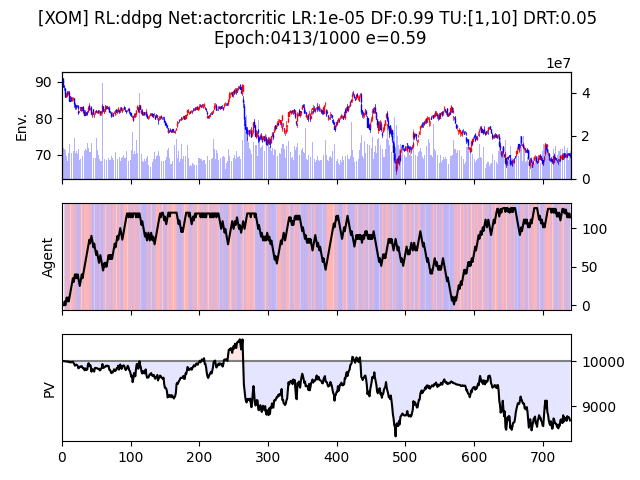 [XOM] RL:ddpg Net:actorcritic LR:1e-05 DF:0.99 TU:[1,10] DRT:0.05
Epoch:0413/1000 e=0.59
1e7
90
80
70
Env.
4
2
0
Agent
100
50
0
PV
10000
9000
0 100 200 300 400 500 600 700